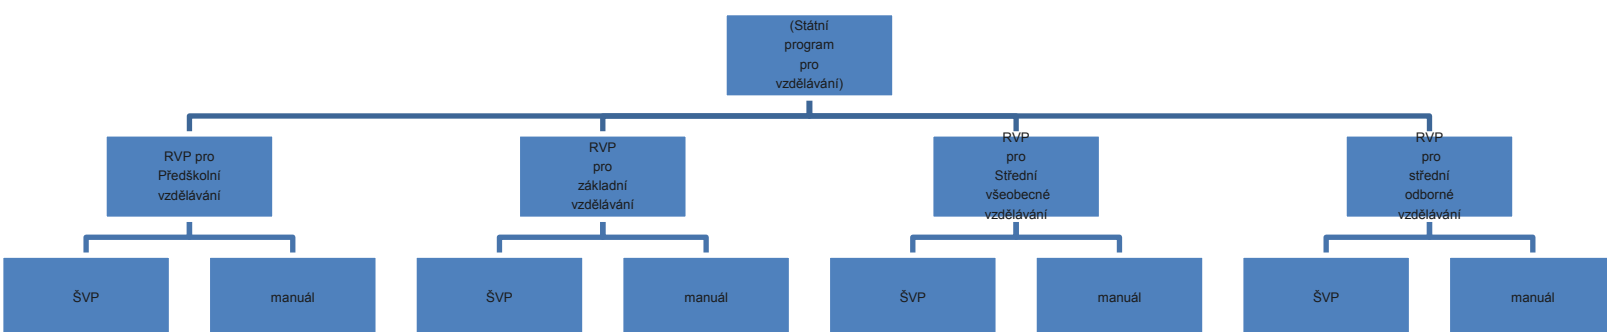 (Státní
program
pro
vzdělávání)
RVP pro
Předškolní
vzdělávání
RVP
pro
základní
vzdělávání
RVP
pro
Střední
všeobecné
vzdělávání
RVP
pro
střední
odborné
vzdělávání
ŠVP
manuál
ŠVP
manuál
ŠVP
manuál
ŠVP
manuál